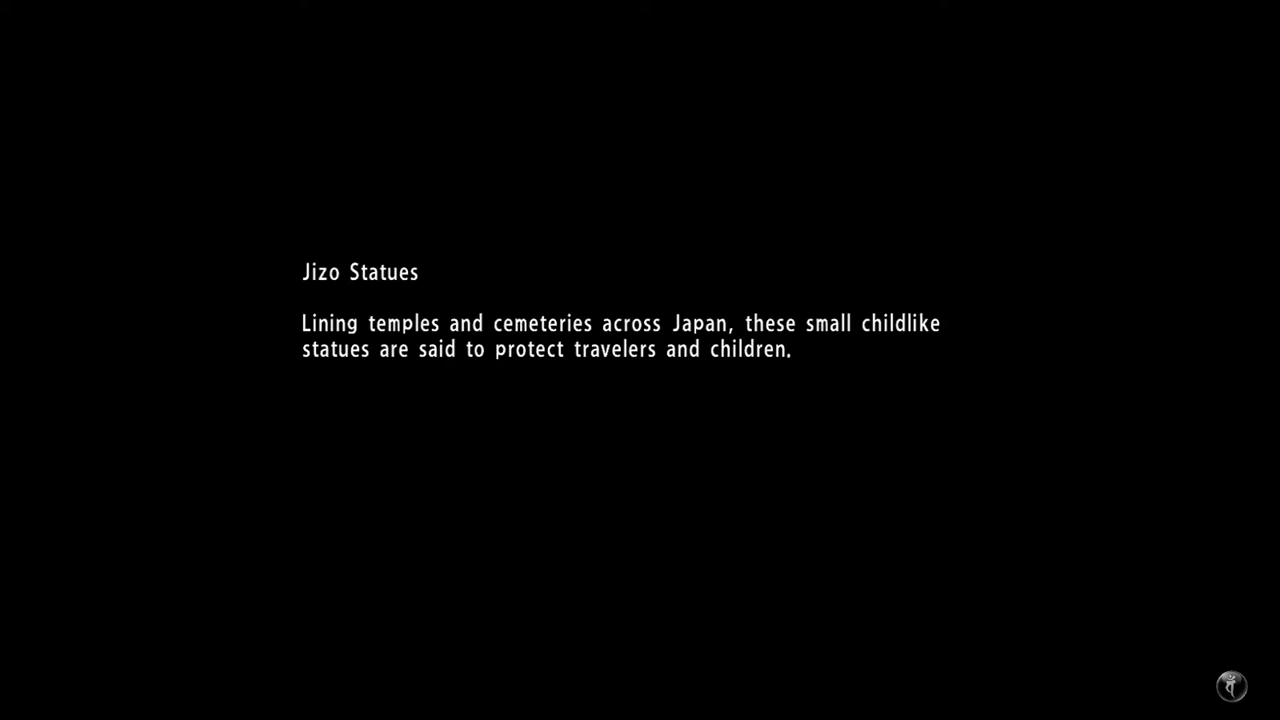 Jizo Statues
Lining temples and cemeteries across Japan, these small childlike
statues are said to protect travelers and children.